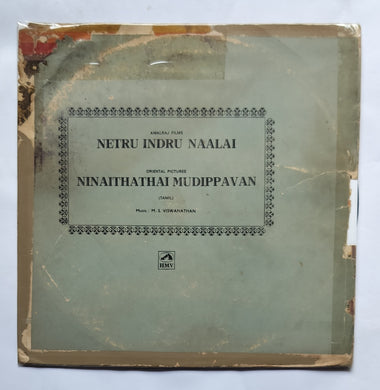 AMALRAJ FILMS
NETRU INDRU NAALAI
ORIENTAL PICTURES
NINAITHATHAI MUDIPPAVAN
(TAMIL)
MUSIC : M. S. VISWANATHAN
HMV